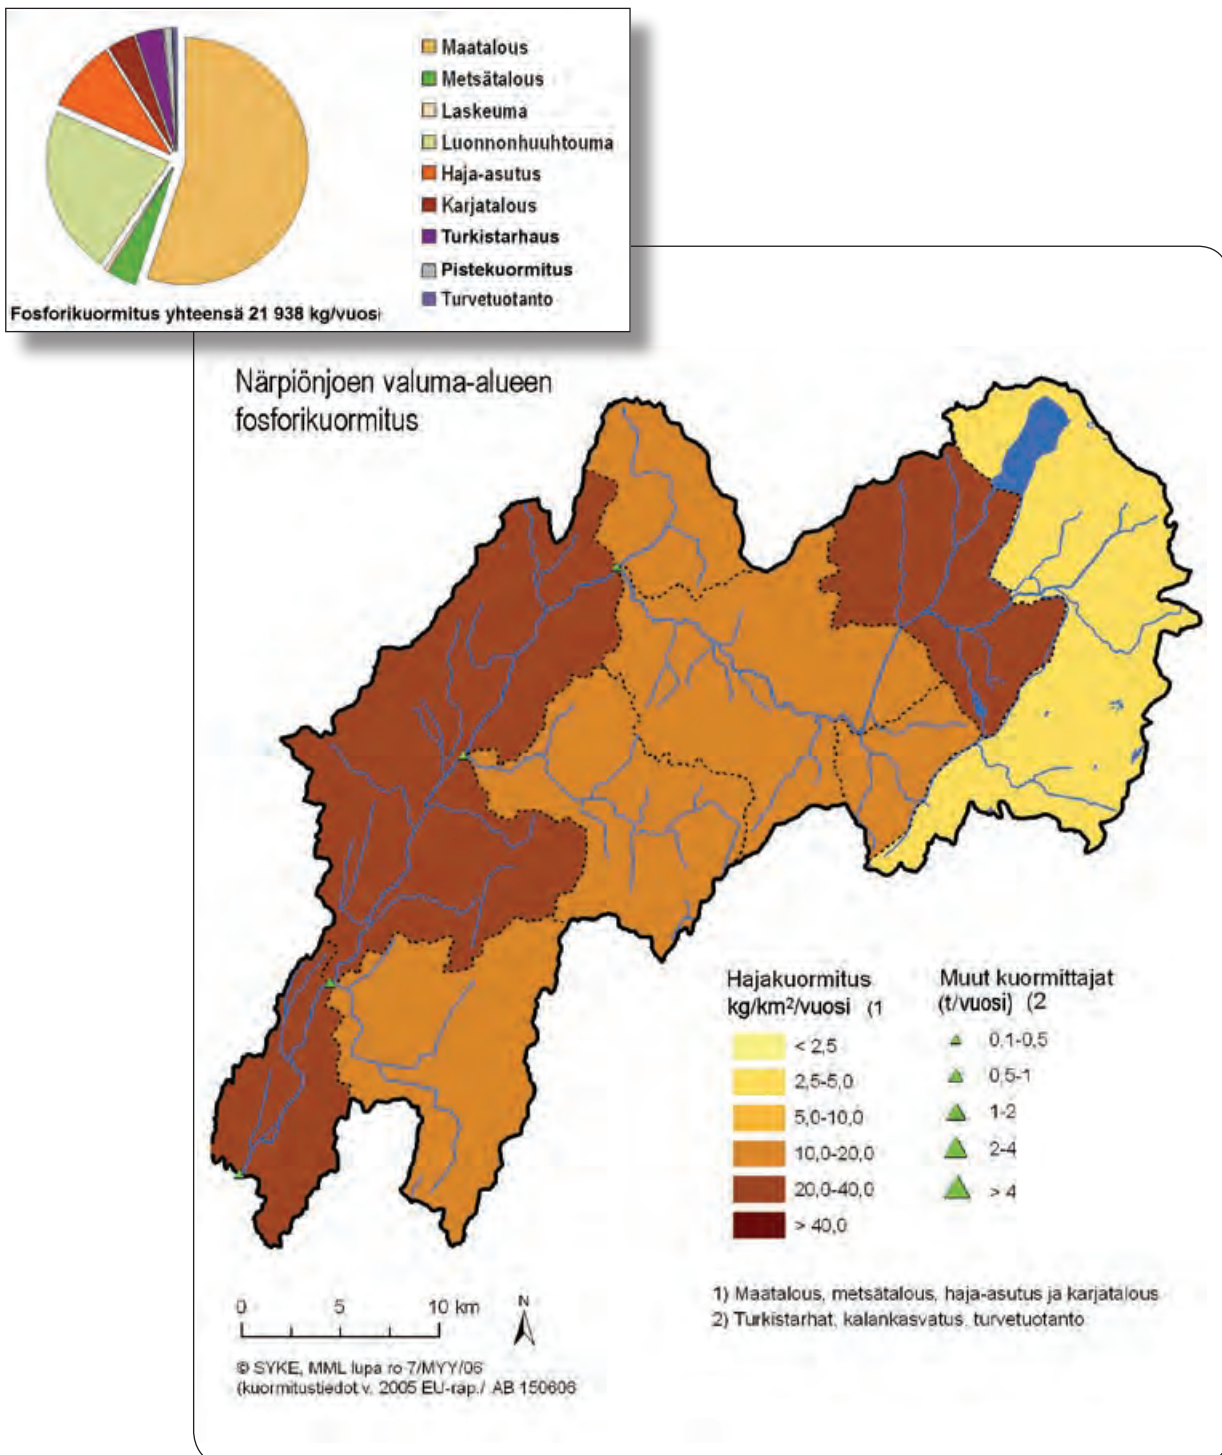 Maatalous
Metsätalous
Laskeuma
Luonnonhuuhtouma
Haja-asutus
Karjatalous
Turkistarhaus
Pistekuormitus
Turvetuotanto
Fosforikuormitus yhteensä 21 938 kg/vuosi
Närpiönjoen valuma-alueen
fosforikuormitus
Hajakuormitus
kg/km²/vuosi (1
< 2,5
2,5-5,0
5,0-10,0
10,0-20,0
20,0-40,0
> 40,0
Muut kuormittajat
(t/vuosi) (2
0,1-0,5
0,5-1
1-2
2-4
> 4
1) Maatalous, metsätalous, haja-asutus ja karjatalous
2) Turkistarhat, kalankasvatus, turvetuotanto
0 5 10 km
N
© SYKE, MML lupa ro 7/MYY/06
(kuormitustiedot v. 2005 EU-rap./ AB 150606